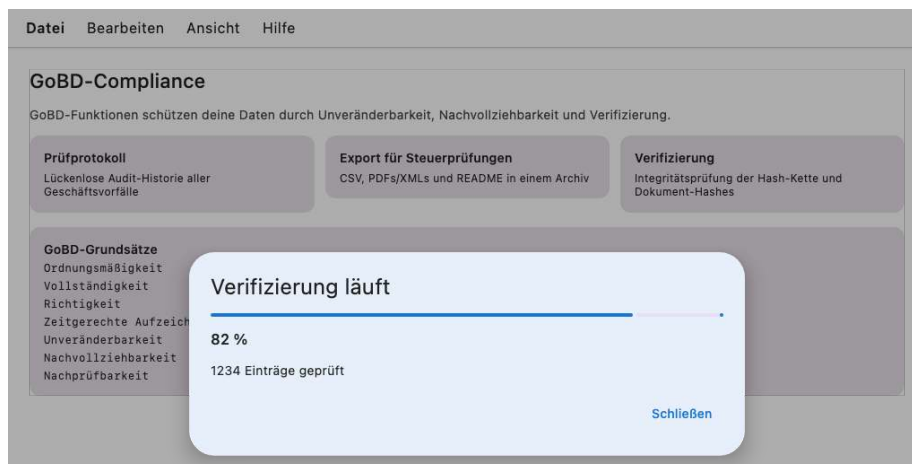 Datei Bearbeiten Ansicht Hilfe
GoBD-Compliance
GoBD-Funktionen schützen deine Daten durch Unveränderbarkeit, Nachvollziehbarkeit und Verifizierung.
Prüfprotokoll
Lückenlose Audit-Historie aller
Geschäftsvorfälle
Export für Steuerprüfungen
CSV, PDFs/XMLs und README in einem Archiv
Verifizierung
Integritätsprüfung der Hash-Kette und
Dokument-Hashes
GoBD-Grundsätze
Ordnungsmäßigkeit
Vollständigkeit
Richtigkeit
Zeitgerechte
Unveränderbarkeit
Nachvollziehbarkeit
Nachprüfbarkeit
Verifizierung läuft
82 %
1234 Einträge geprüft
Schließen